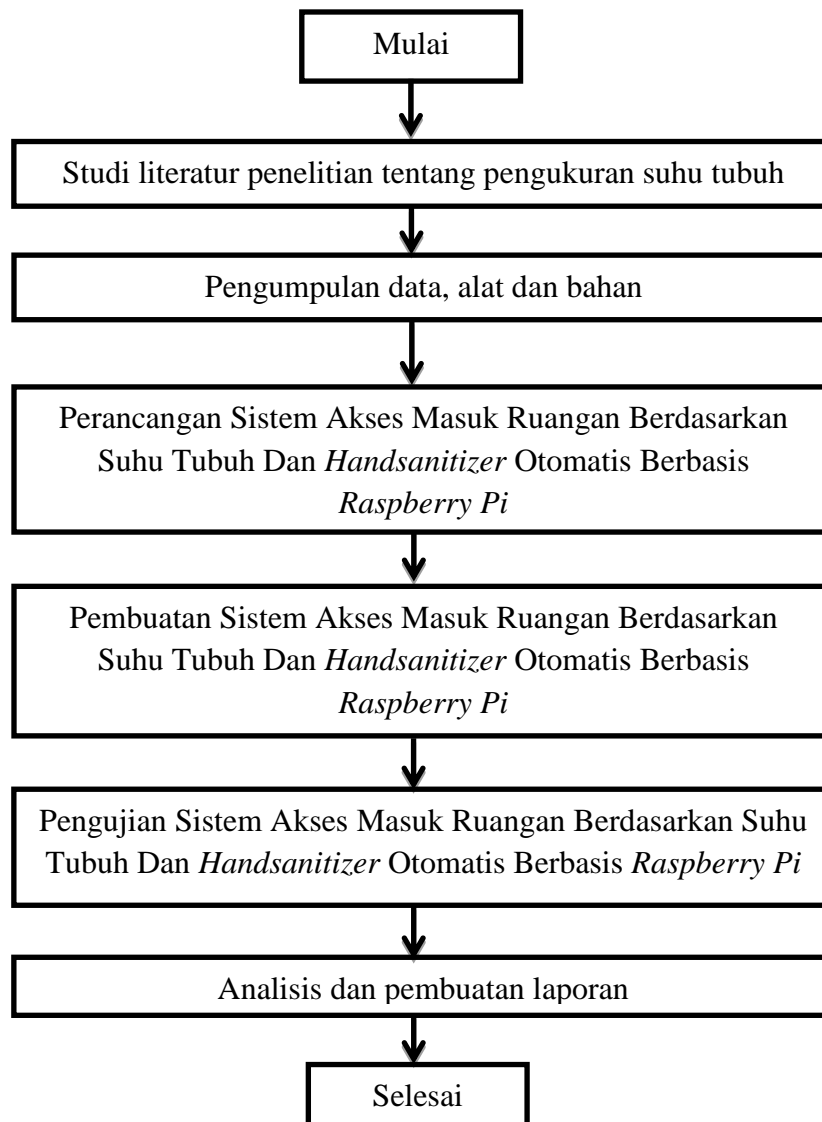 Mulai
Studi literatur penelitian tentang pengukuran suhu tubuh
Pengumpulan data, alat dan bahan
Perancangan Sistem Akses Masuk Ruangan Berdasarkan
Suhu Tubuh Dan Handsanitizer Otomatis Berbasis
Raspberry Pi
Pembuatan Sistem Akses Masuk Ruangan Berdasarkan
Suhu Tubuh Dan Handsanitizer Otomatis Berbasis
Raspberry Pi
Pengujian Sistem Akses Masuk Ruangan Berdasarkan Suhu
Tubuh Dan Handsanitizer Otomatis Berbasis Raspberry Pi
Analisis dan pembuatan laporan
Selesai